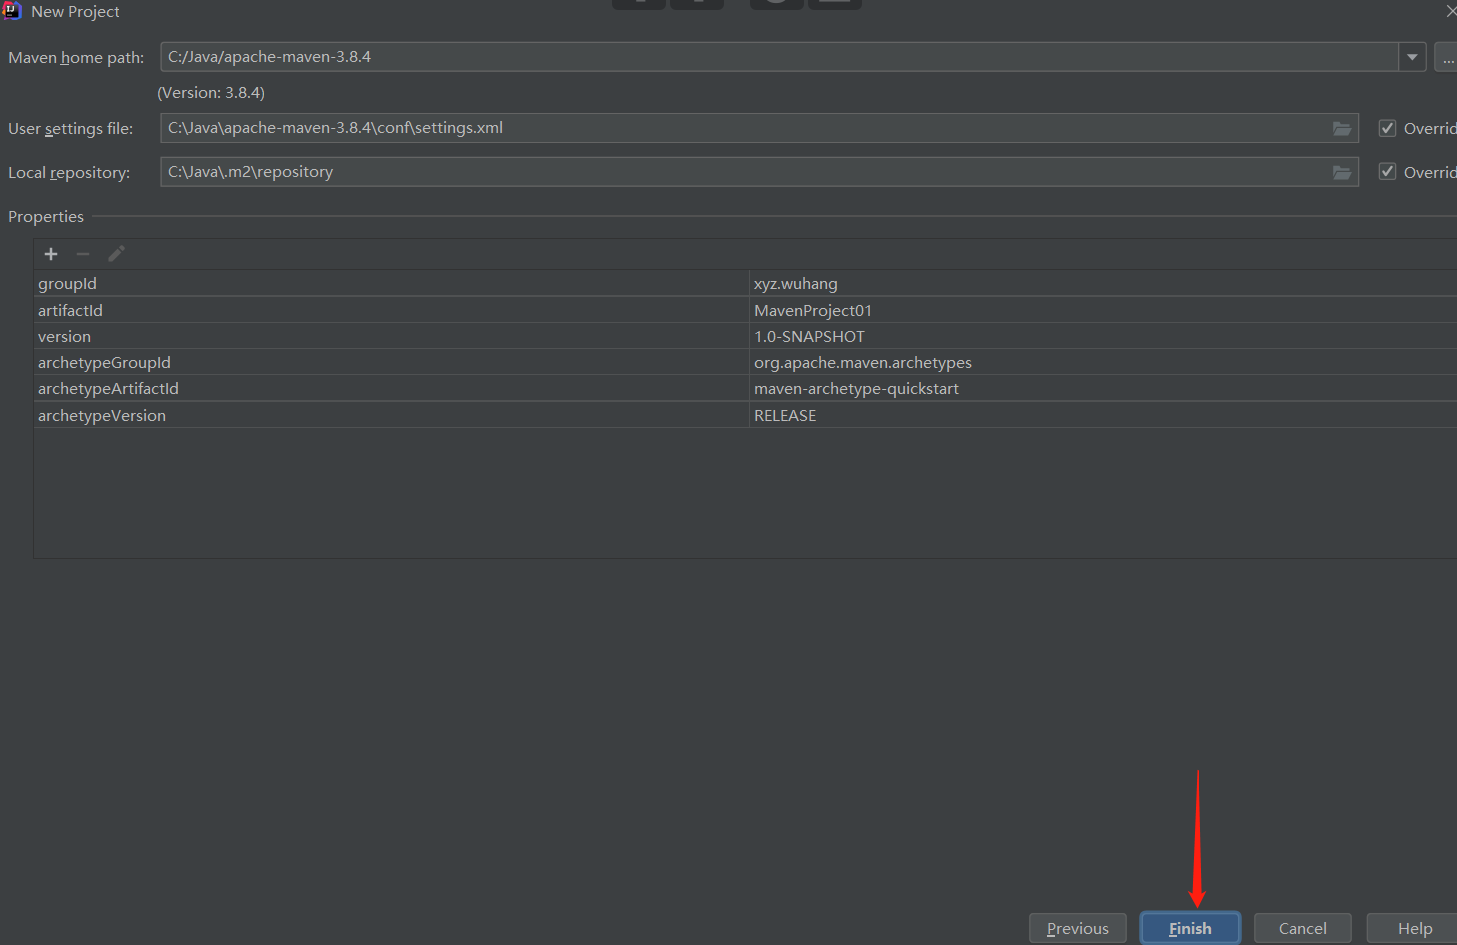 New Project
Maven home path: C:/Java/apache-maven-3.8.4 ...
(Version: 3.8.4)
User settings file: C:\Java\apache-maven-3.8.4\conf\settings.xml Overrid
Local repository: C:\Java\.m2\repository Overrid
Properties
groupId xyz.wuhang
artifactId MavenProject01
version 1.0-SNAPSHOT
archetypeGroupId org.apache.maven.archetypes
archetypeArtifactId maven-archetype-quickstart
archetypeVersion RELEASE
Previous Finish Cancel Help